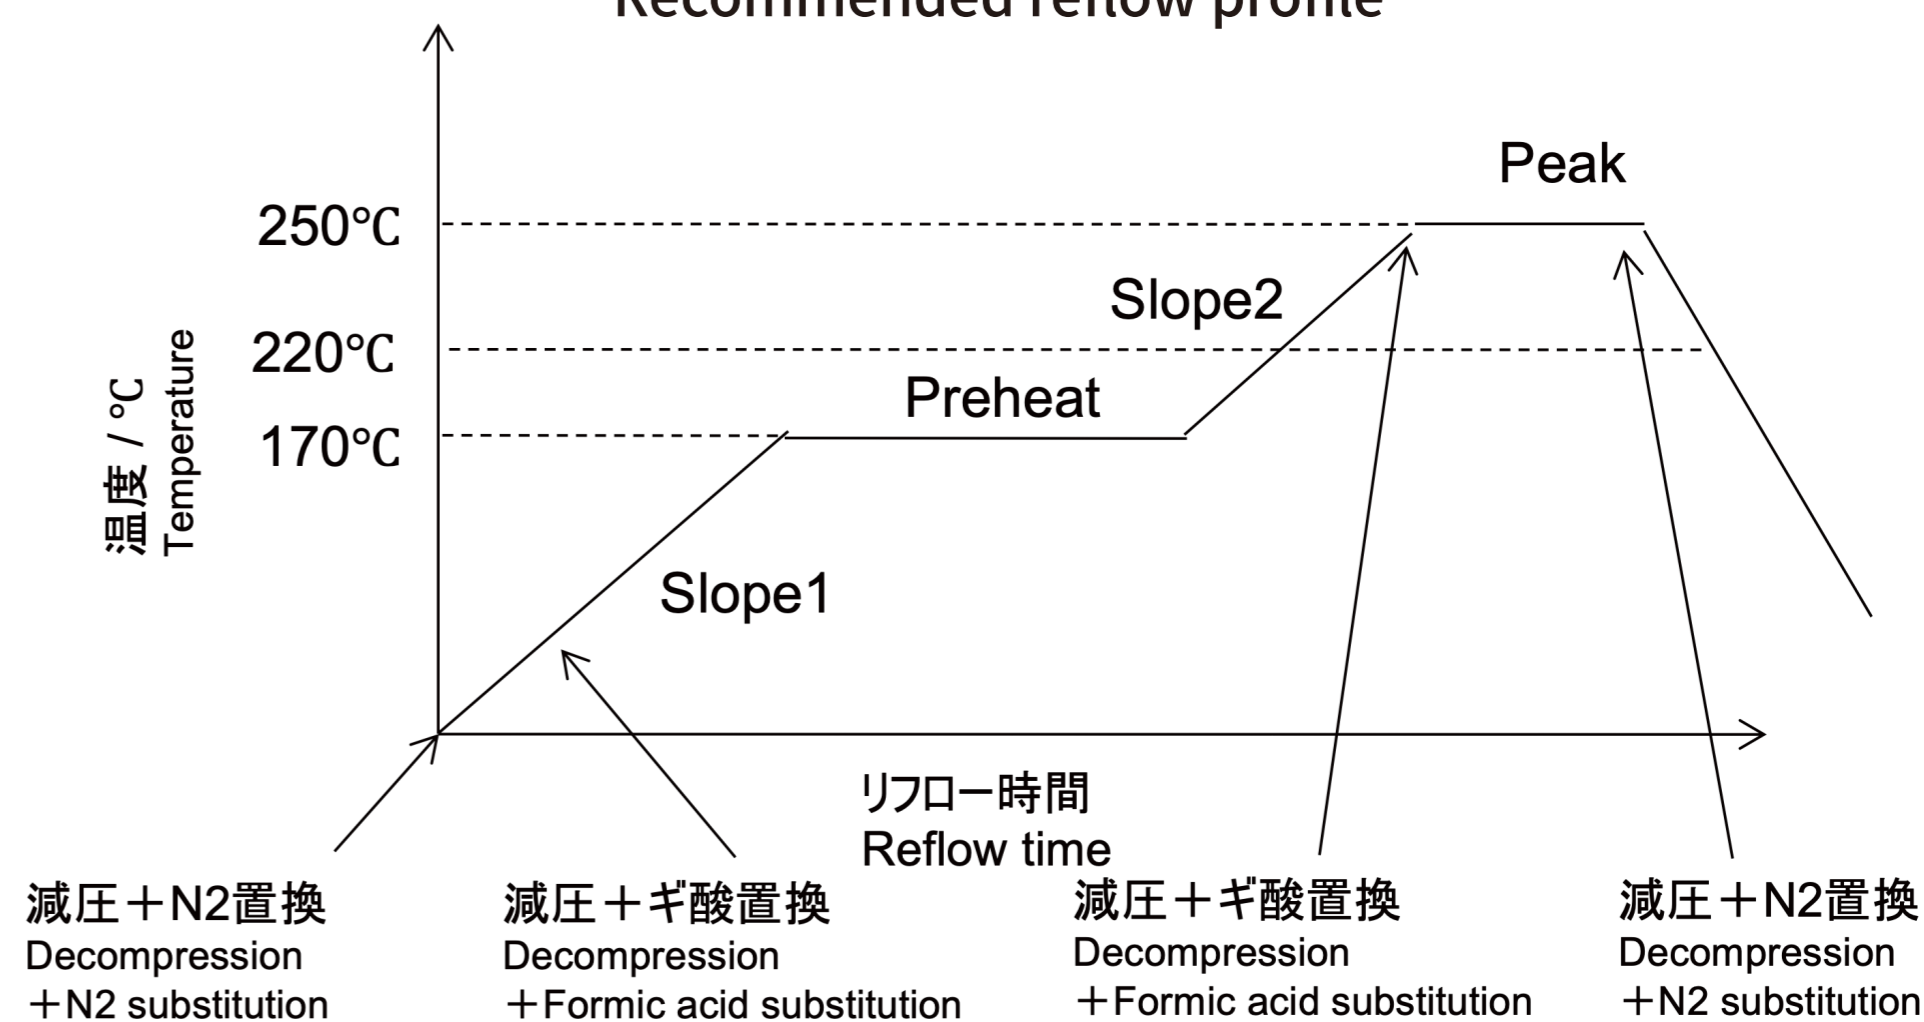 Recommended reflow profile
Peak
250℃
Slope2
220℃
Preheat
170℃
温度 / ℃
Temperature
Slope1
リフロー時間
Reflow time
減圧＋N2置換
Decompression
＋N2 substitution
減圧＋ギ酸置換
Decompression
＋Formic acid substitution
減圧＋ギ酸置換
Decompression
＋Formic acid substitution
減圧＋N2置換
Decompression
＋N2 substitution